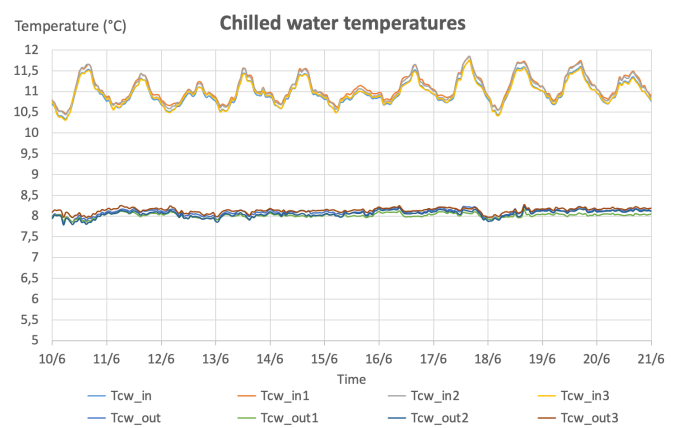 Chilled water temperatures
Temperature (°C)
12
11,5
11
10,5
10
9,5
9
8,5
8
7,5
7
6,5
6
5,5
5
10/6 11/6 12/6 13/6 14/6 15/6 16/6 17/6 18/6 19/6 20/6 21/6
Time
Tcw_in Tcw_in1 Tcw_in2 Tcw_in3
Tcw_out Tcw_out1 Tcw_out2 Tcw_out3